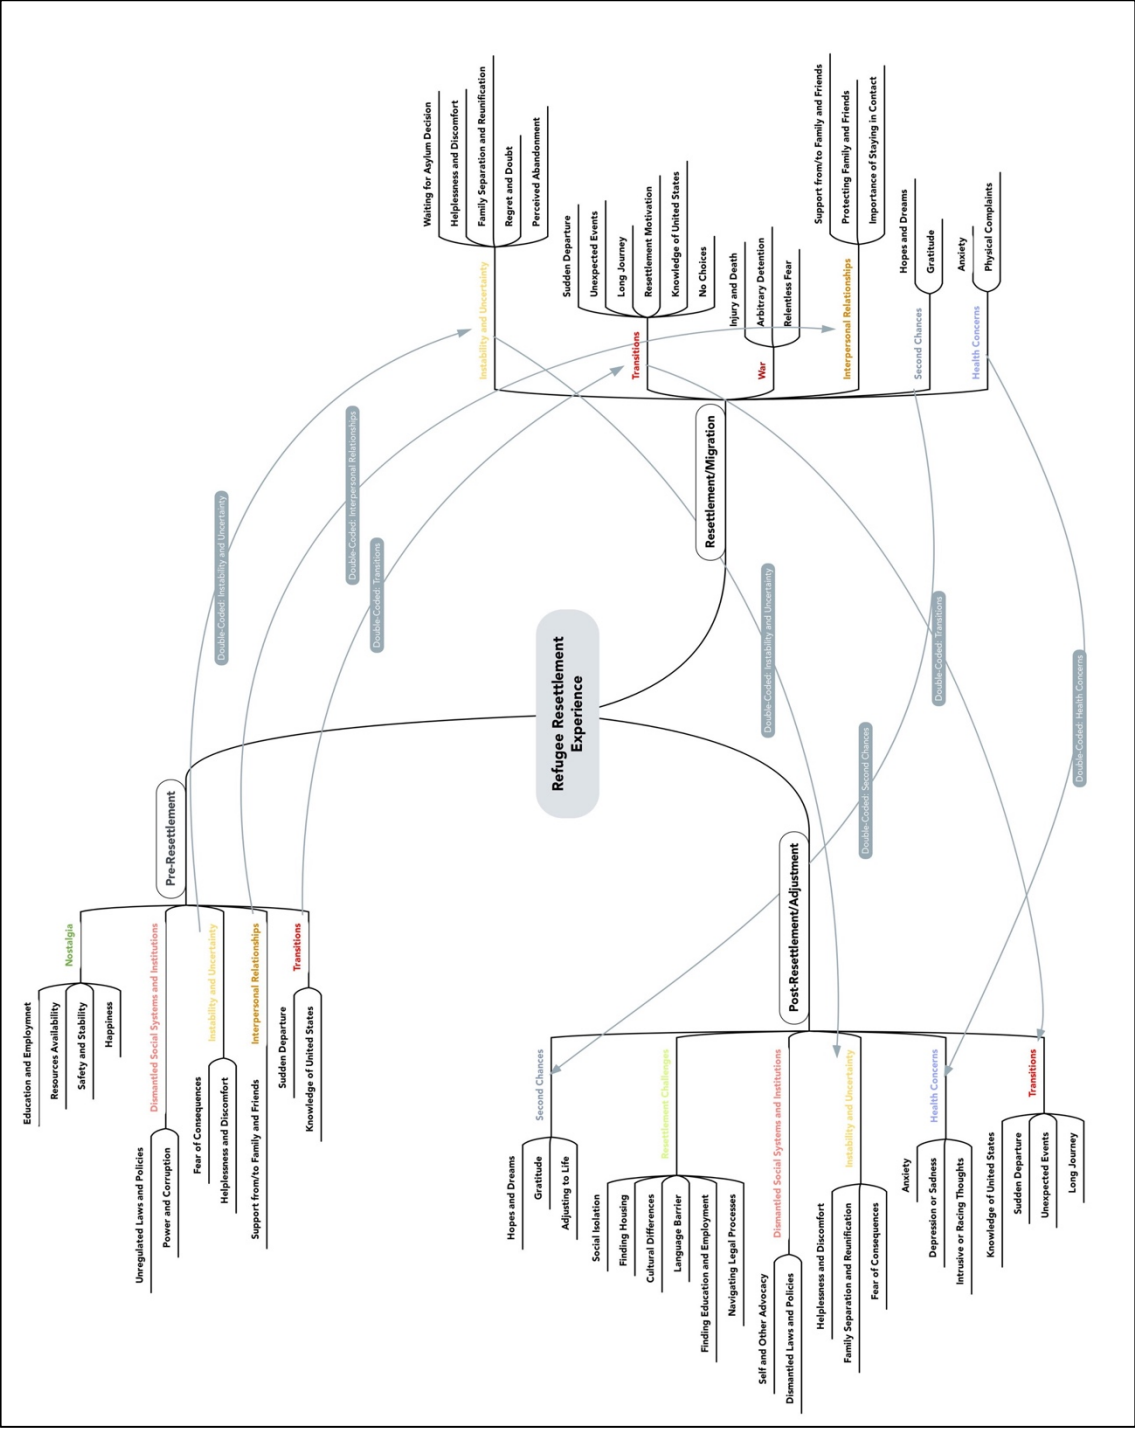 Refugee Resettlement
Experience
Pre-Resettlement
Nostalgia
Education and Employmnet
Resources Availability
Safety and Stability
Happiness
Dismantled Social Systems and Institutions
Unregulated Laws and Policies
Power and Corruption
Instability and Uncertainty
Fear of Consequences
Helplessness and Discomfort
Interpersonal Relationships
Support from/to Family and Friends
Transitions
Sudden Departure
Knowledge of United States
Double-Coded: Instability and Uncertainty
Double-Coded: Interpersonal Relationships
Double-Coded: Transitions
Resettlement/Migration
Instability and Uncertainty
Waiting for Asylum Decision
Helplessness and Discomfort
Family Separation and Reunification
Regret and Doubt
Perceived Abandonment
Transitions
Sudden Departure
Unexpected Events
Long Journey
Resettlement Motivation
Knowledge of United States
No Choices
War
Injury and Death
Arbitrary Detention
Relentless Fear
Interpersonal Relationships
Support from/to Family and Friends
Protecting Family and Friends
Importance of Staying in Contact
Second Chances
Hopes and Dreams
Gratitude
Health Concerns
Anxiety
Physical Complaints
Double-Coded: Instability and Uncertainty
Double-Coded: Second Chances
Double-Coded: Transitions
Double-Coded: Health Concerns
Post-Resettlement/Adjustment
Second Chances
Hopes and Dreams
Gratitude
Adjusting to Life
Resettlement Challenges
Social Isolation
Finding Housing
Cultural Differences
Language Barrier
Finding Education and Employment
Navigating Legal Processes
Dismantled Social Systems and Institutions
Self and Other Advocacy
Dismantled Laws and Policies
Instability and Uncertainty
Helplessness and Discomfort
Family Separation and Reunification
Fear of Consequences
Health Concerns
Anxiety
Depression or Sadness
Intrusive or Racing Thoughts
Transitions
Knowledge of United States
Sudden Departure
Unexpected Events
Long Journey